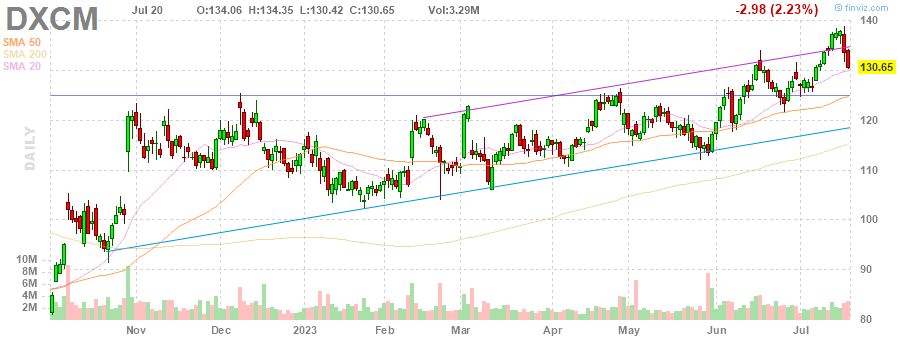 DXCM
Jul 20 O:134.06 H:134.35 L:130.42 C:130.65 Vol:3.29M -2.98 (2.23%)
© finviz.com
SMA 50
SMA 200
SMA 20
DAILY
140
130.65
120
110
100
90
80
10M
8M
6M
4M
2M
Nov Dec 2023 Feb Mar Apr May Jun Jul